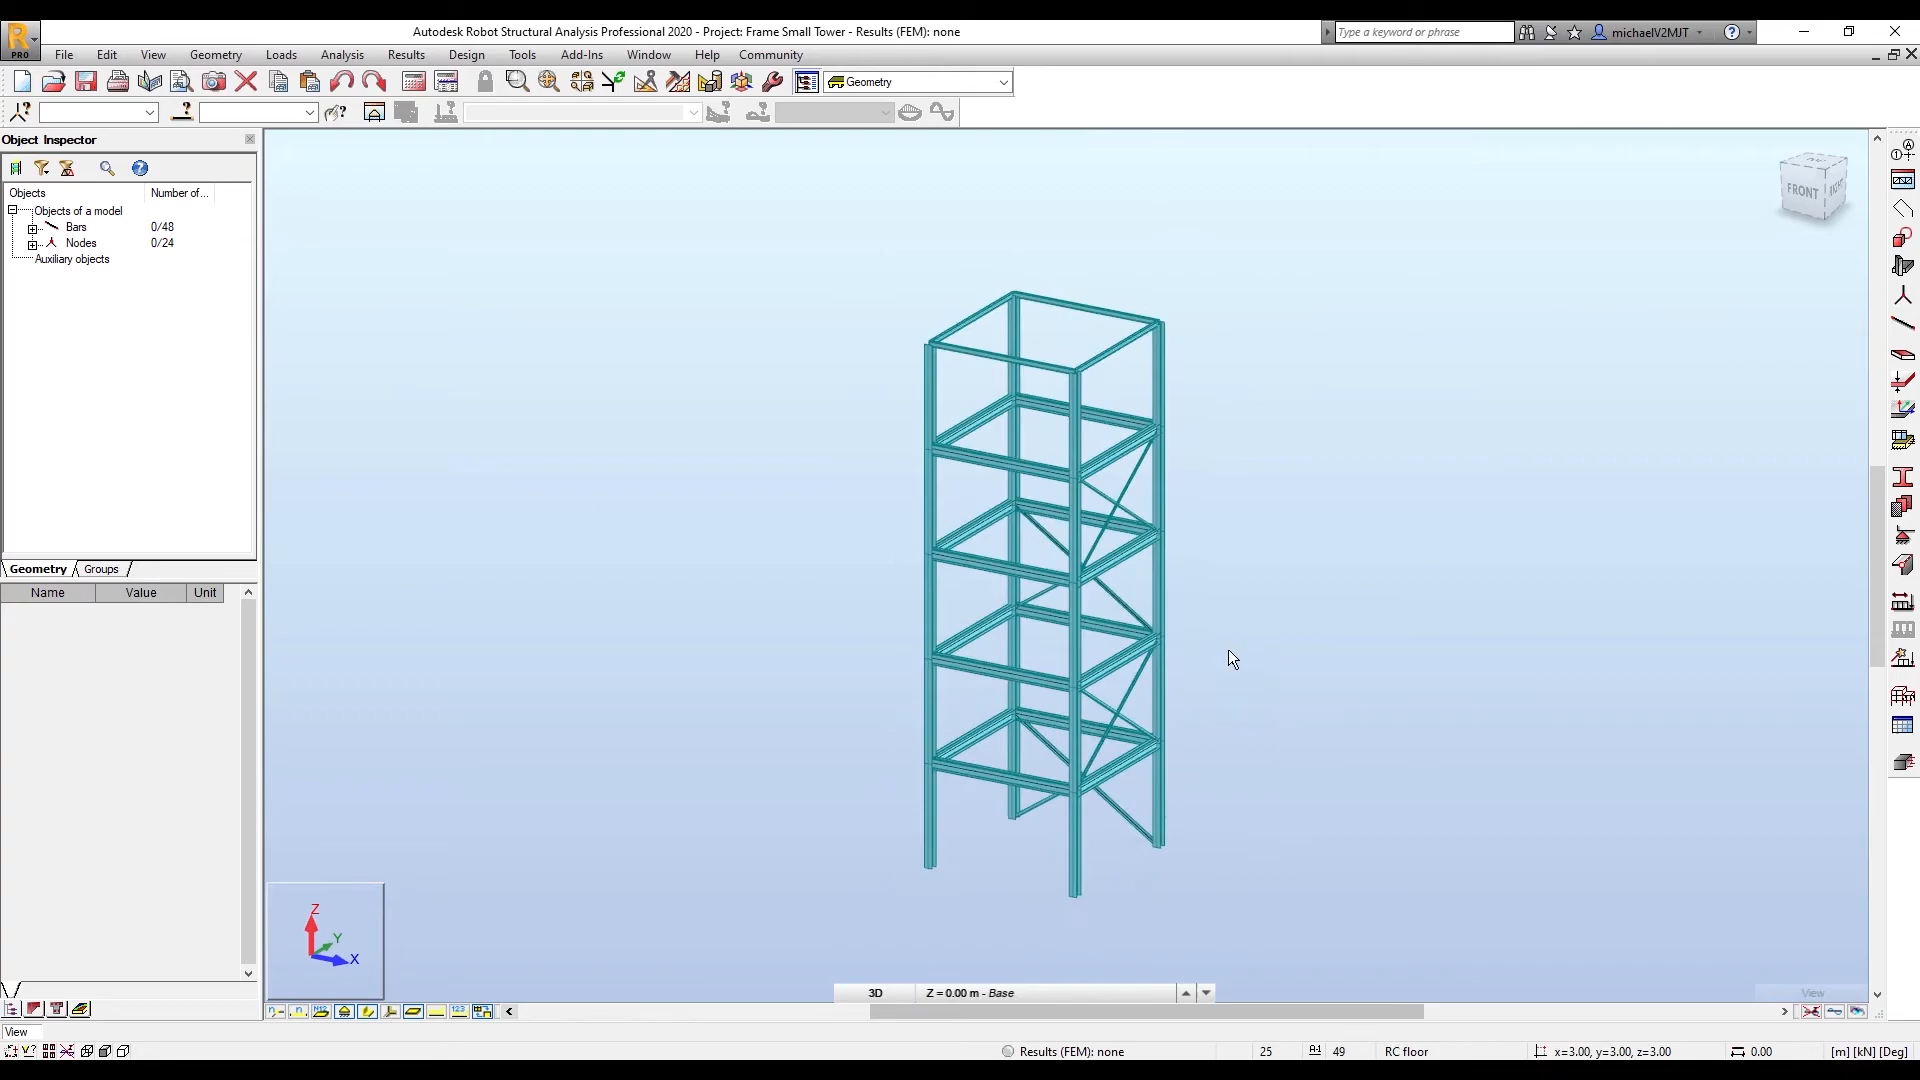 Autodesk Robot Structural Analysis Professional 2020 - Project: Frame Small Tower - Results (FEM): none
Type a keyword or phrase
michaelV2MJT
PRO
File Edit View Geometry Loads Analysis Results Design Tools Add-Ins Window Help Community
Geometry
Object Inspector
Objects Number of...
Objects of a model
Bars 0/48
Nodes 0/24
Auxiliary objects
Geometry Groups
Name Value Unit
FRONT
RIGHT
Z
Y
X
3D Z = 0.00 m - Base
View
View
Results (FEM): none 25 49 RC floor x=3.00, y=3.00, z=3.00 0.00 [m] [kN] [Deg]